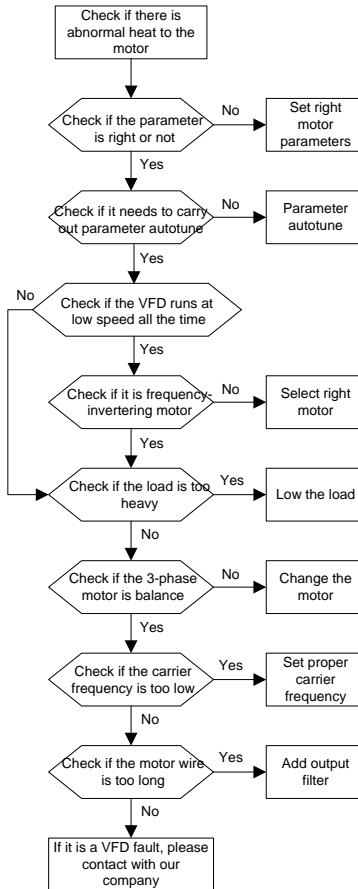 Check if there is
abnormal heat to the
motor
Check if the parameter
is right or not
No
Set right
motor
parameters
Yes
Check if it needs to carry
out parameter autotune
No
Parameter
autotune
Yes
No
Check if the VFD runs at
low speed all the time
Yes
Check if it is frequency-
invertering motor
No
Select right
motor
Yes
Check if the load is too
heavy
Yes
Low the load
No
Check if the 3-phase
motor is balance
No
Change the
motor
Yes
Check if the carrier
frequency is too low
Yes
Set proper
carrier
frequency
No
Check if the motor wire
is too long
Yes
Add output
filter
No
If it is a VFD fault, please
contact with our
company